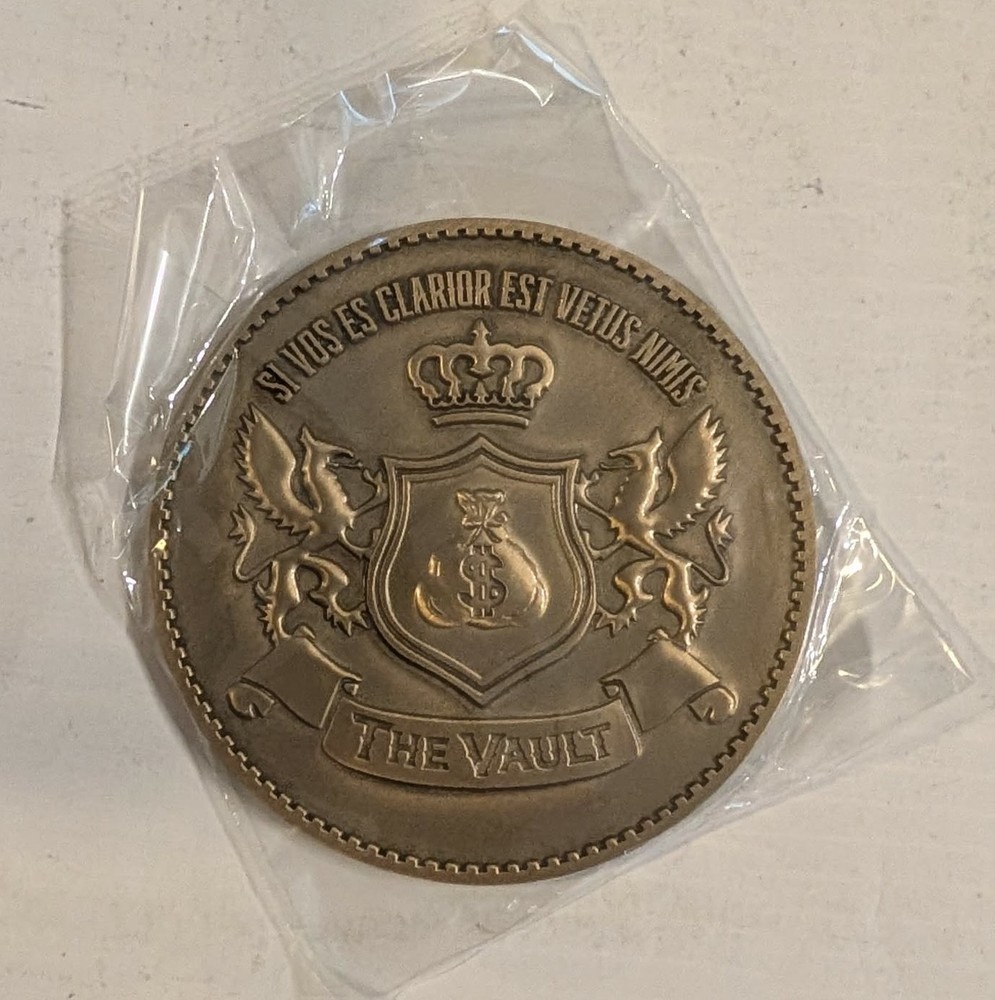 SI VOS ES CLARIOR EST VETUS NIMIS
$
THE VAULT